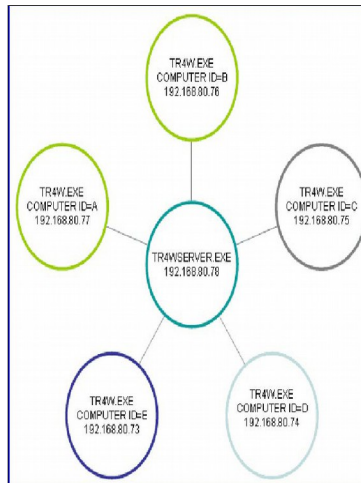 TR4W.EXE
COMPUTER ID=B
192.168.80.76
TR4W.EXE
COMPUTER ID=A
192.168.80.77
TR4W.EXE
COMPUTER ID=C
192.168.80.75
TR4WSERVER.EXE
192.168.80.78
TR4W.EXE
COMPUTER ID=E
192.168.80.73
TR4W.EXE
COMPUTER ID=D
192.168.80.74